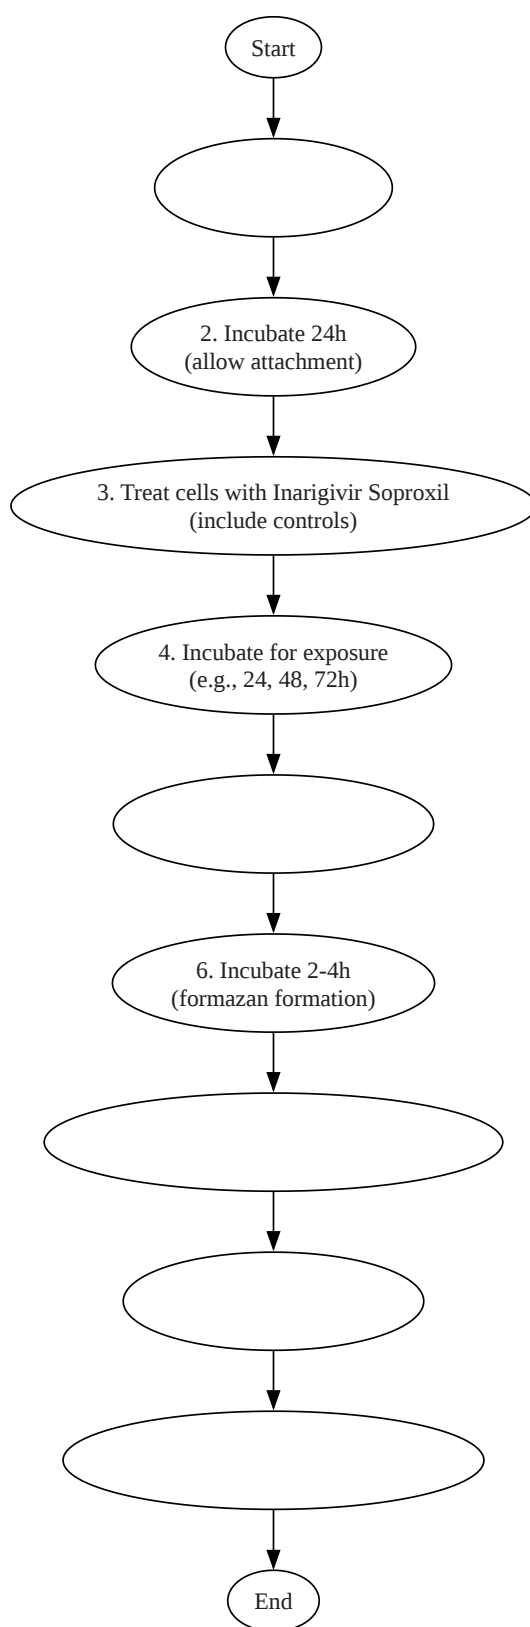 Start
2. Incubate 24h
(allow attachment)
3. Treat cells with Inarigivir Soproxil
(include controls)
4. Incubate for exposure
(e.g., 24, 48, 72h)
6. Incubate 2-4h
(formazan formation)
End